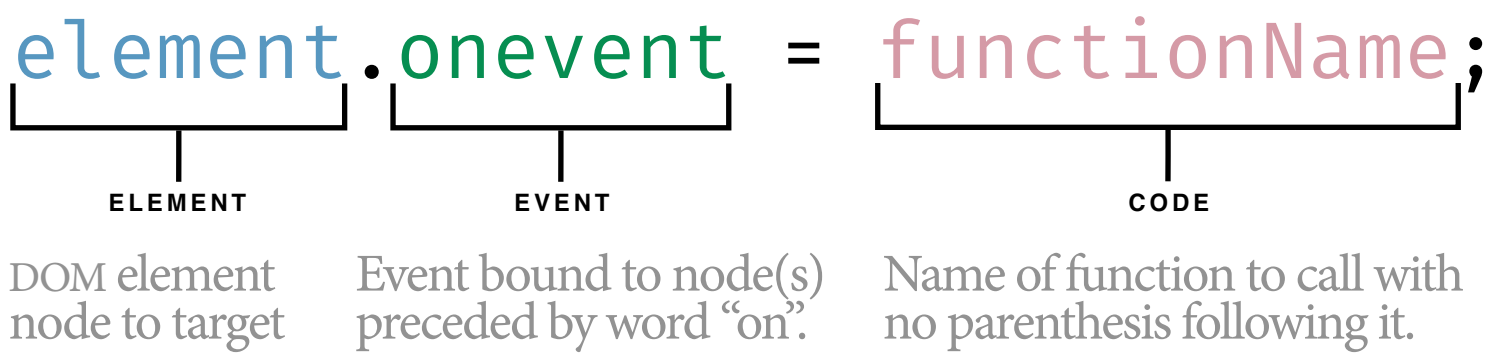 element.onevent = functionName;
ELEMENT EVENT CODE
DOM element
node to target
Event bound to node(s)
preceded by word “on”.
Name of function to call with
no parenthesis following it.